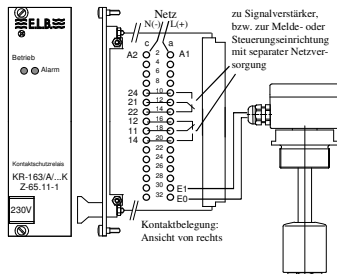 E.L.B.
Betrieb
Alarm
Kontaktschutzrelais
KR-163/A/...K
Z-65.11-1
230V
Netz
N(-) L(+)
c a
A2 2 A1
4
6
8
24 10
21 12
22 14
12 16
11 18
14 20
22
24
26
28
30 E1
32 E0
Kontaktbelegung:
Ansicht von rechts
zu Signalverstärker,
bzw. zur Melde- oder
Steuerungseinrichtung
mit separater Netzver-
sorgung